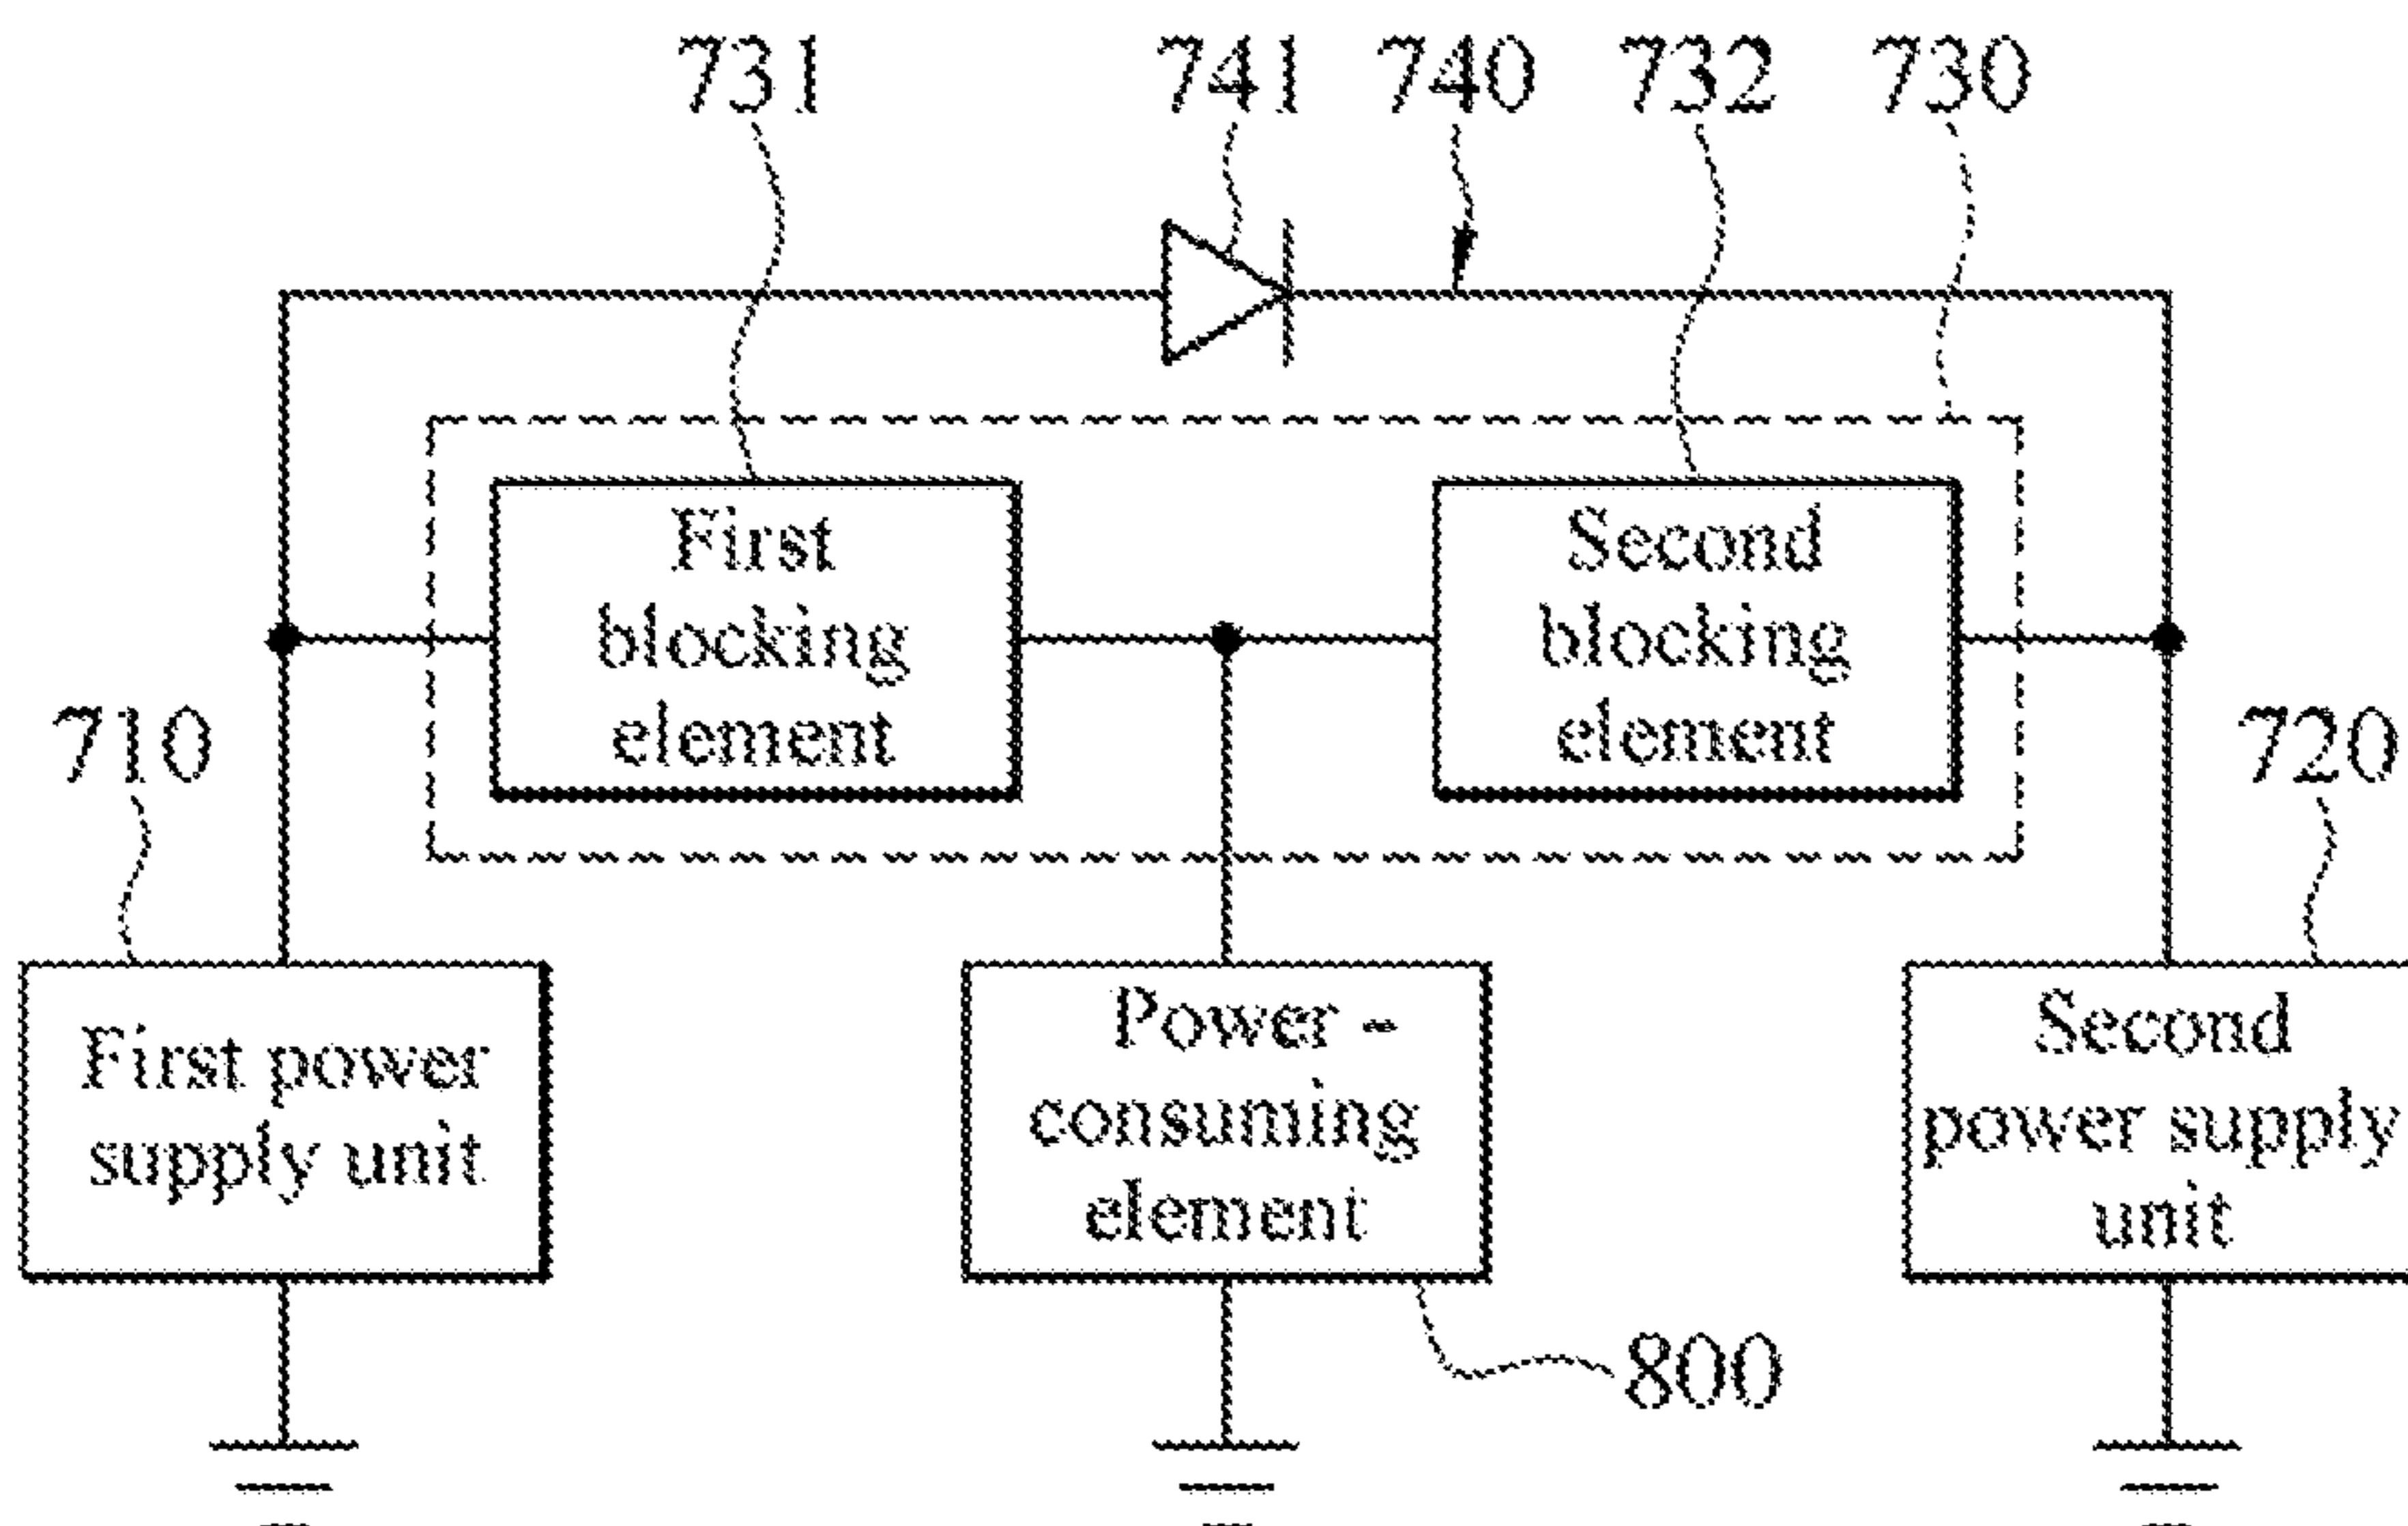 731
741
740
732
730
First
blocking
element
Second
blocking
element
710
720
First power
supply unit
Power -
consuming
element
Second
power supply
unit
800